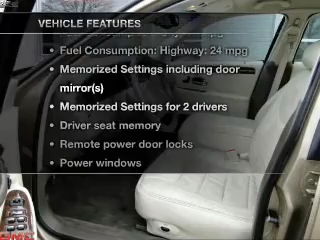 VEHICLE FEATURES
• Fuel Consumption: Highway: 24 mpg
• Memorized Settings including door
mirror(s)
• Memorized Settings for 2 drivers
• Driver seat memory
• Remote power door locks
• Power windows